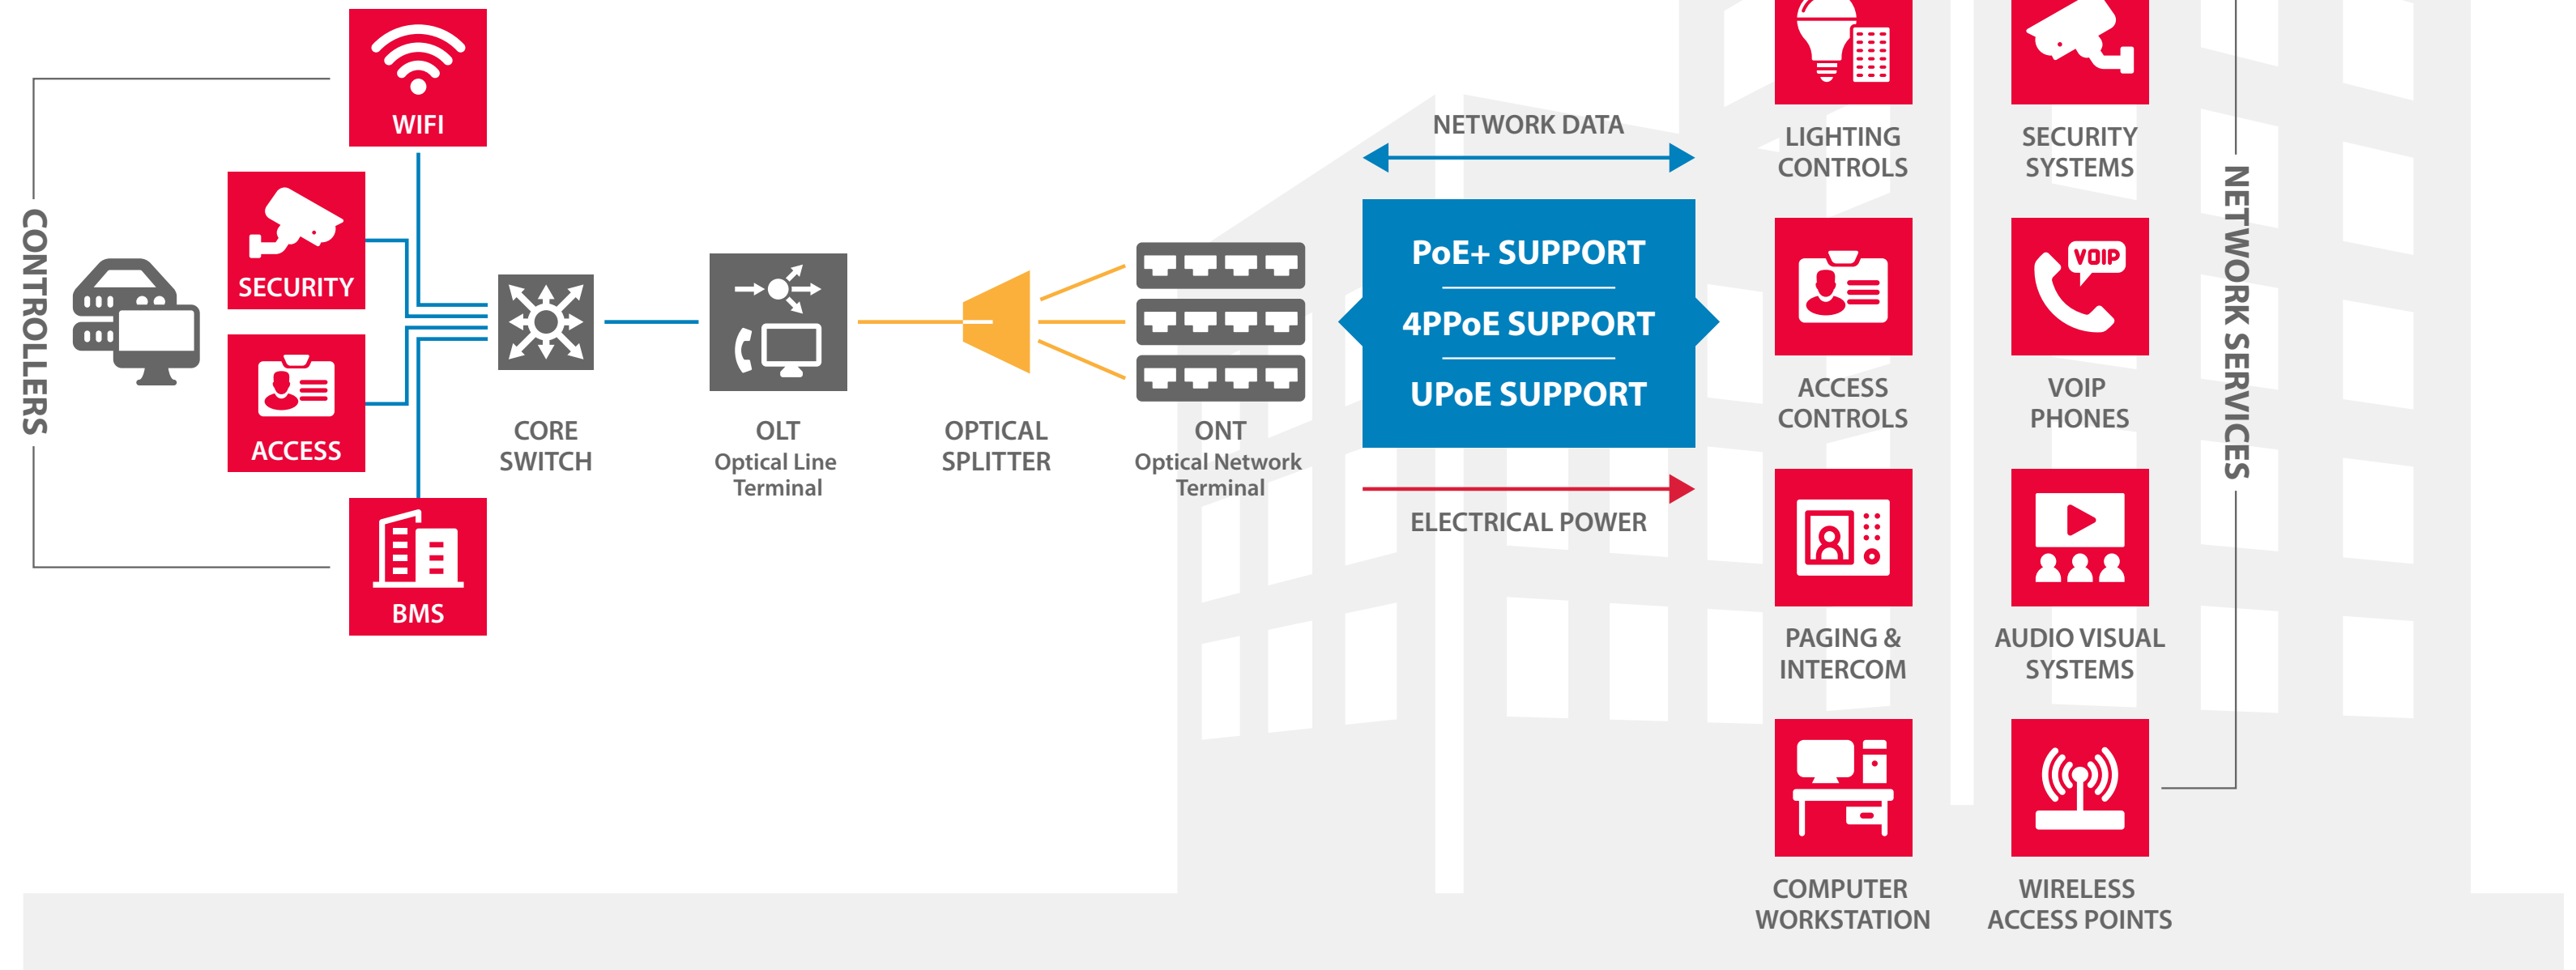 CONTROLLERS
WIFI
SECURITY
ACCESS
BMS
CORE
SWITCH
OLT
Optical Line
Terminal
OPTICAL
SPLITTER
ONT
Optical Network
Terminal
NETWORK DATA
PoE+ SUPPORT
4PPoE SUPPORT
UPoE SUPPORT
ELECTRICAL POWER
LIGHTING
CONTROLS
SECURITY
SYSTEMS
ACCESS
CONTROLS
VOIP
VOIP
PHONES
PAGING &
INTERCOM
AUDIO VISUAL
SYSTEMS
COMPUTER
WORKSTATION
WIRELESS
ACCESS POINTS
NETWORK SERVICES